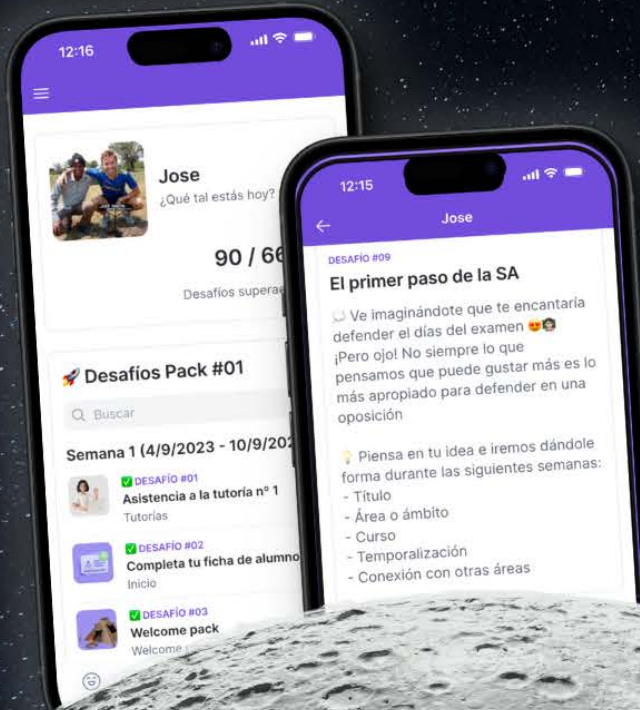 12:16
Jose
¿Qué tal estás hoy?
90 / 66
Desafíos
🚀 Desafíos Pack #01
Buscar
Semana 1 (4/9/2023 - 10/9/
✅ DESAFÍO #01
Asistencia a la tutoría nº 1
Tutorías
✅ DESAFÍO #02
Completa tu ficha de alumno
Inicio
✅ DESAFÍO #03
Welcome pack
Welcome
12:15
Jose
DESAFÍO #09
El primer paso de la SA
💭 Ve imaginándote que te encantaría
defender el días del examen 😍👩🏻‍🏫
¡Pero ojo! No siempre lo que
pensamos que puede gustar más es lo
más apropiado para defender en una
oposición
💡 Piensa en tu idea e iremos dándole
forma durante las siguientes semanas:
- Título
- Área o ámbito
- Curso
- Temporalización
- Conexión con otras áreas